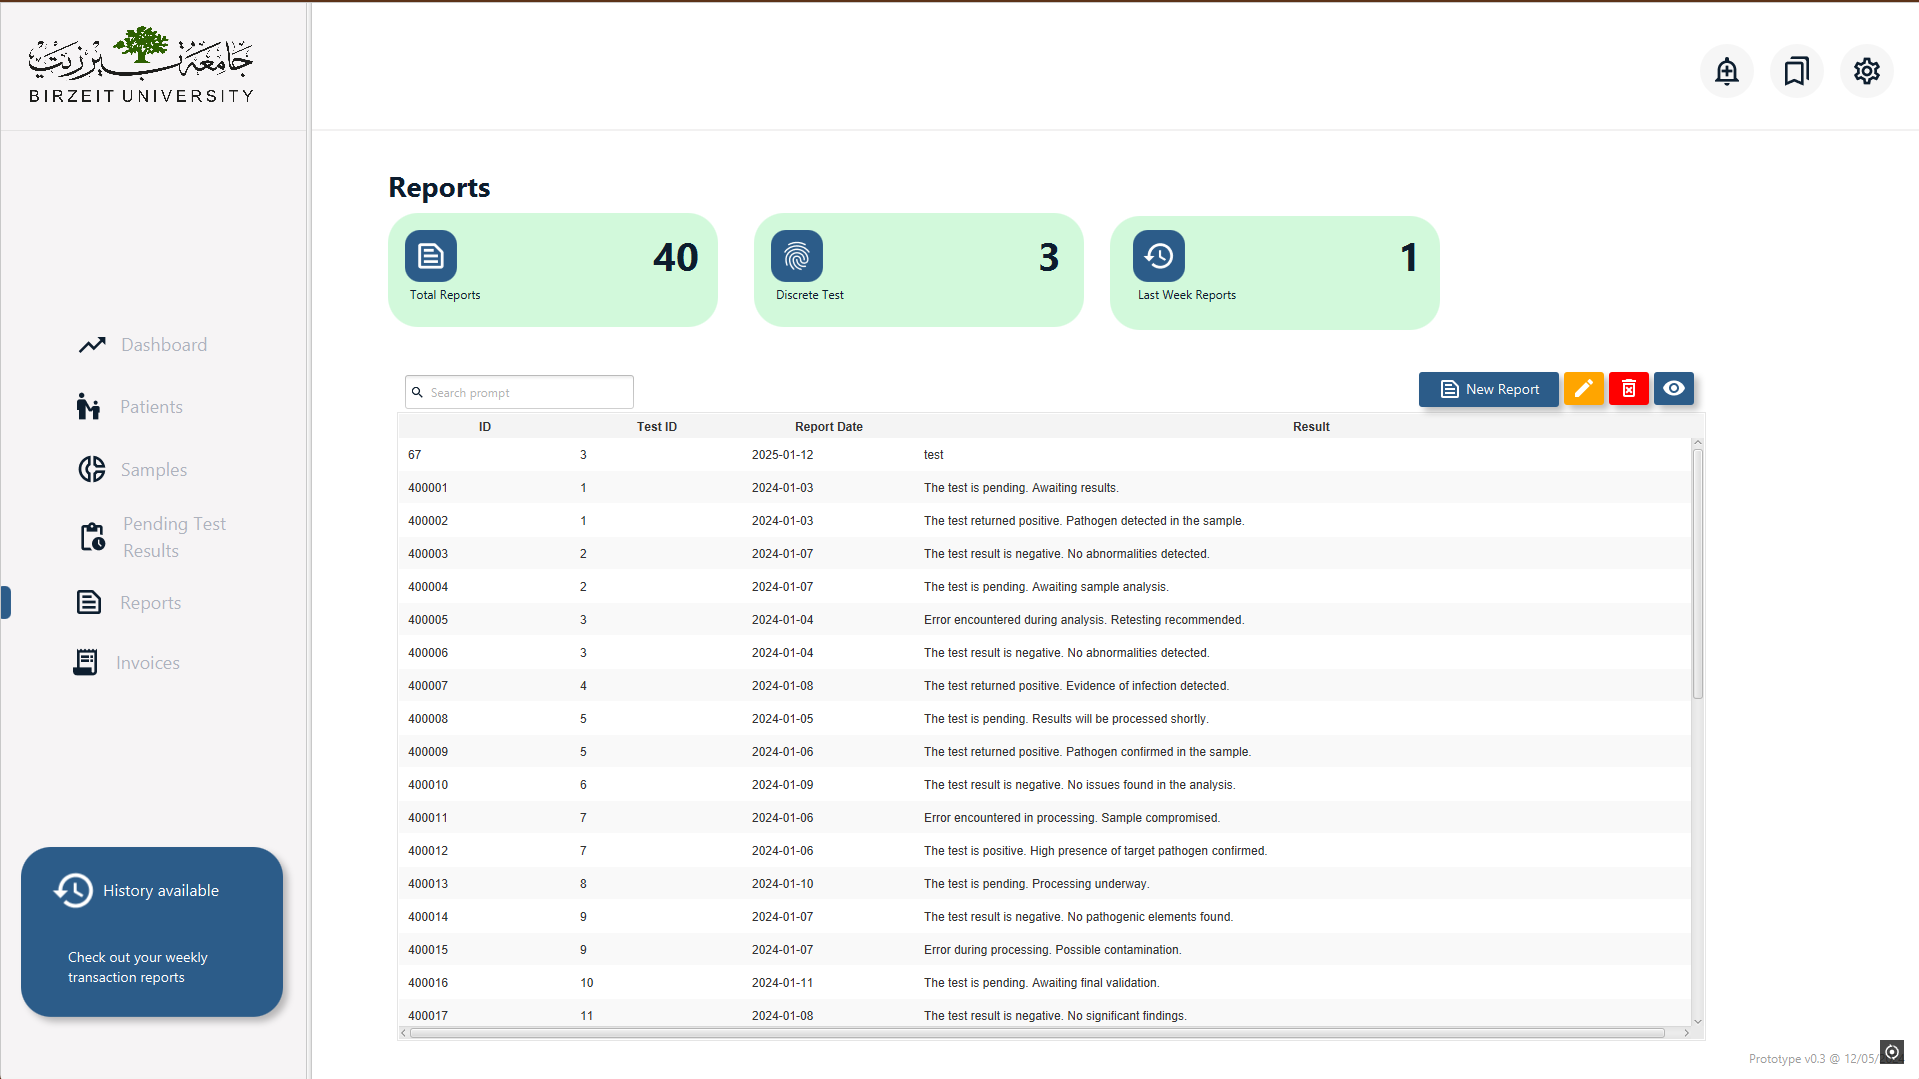 جامعة بيرزيت
BIRZEIT UNIVERSITY
Dashboard
Patients
Samples
Pending Test
Results
Reports
Invoices
History available
Check out your weekly
transaction reports
Reports
40
Total Reports
3
Discrete Test
1
Last Week Reports
Search prompt
New Report
ID Test ID Report Date Result
67 3 2025-01-12 test
400001 1 2024-01-03 The test is pending. Awaiting results.
400002 1 2024-01-03 The test returned positive. Pathogen detected in the sample.
400003 2 2024-01-07 The test result is negative. No abnormalities detected.
400004 2 2024-01-07 The test is pending. Awaiting sample analysis.
400005 3 2024-01-04 Error encountered during analysis. Retesting recommended.
400006 3 2024-01-04 The test result is negative. No abnormalities detected.
400007 4 2024-01-08 The test returned positive. Evidence of infection detected.
400008 5 2024-01-05 The test is pending. Results will be processed shortly.
400009 5 2024-01-06 The test returned positive. Pathogen confirmed in the sample.
400010 6 2024-01-09 The test result is negative. No issues found in the analysis.
400011 7 2024-01-06 Error encountered in processing. Sample compromised.
400012 7 2024-01-06 The test is positive. High presence of target pathogen confirmed.
400013 8 2024-01-10 The test is pending. Processing underway.
400014 9 2024-01-07 The test result is negative. No pathogenic elements found.
400015 9 2024-01-07 Error during processing. Possible contamination.
400016 10 2024-01-11 The test is pending. Awaiting final validation.
400017 11 2024-01-08 The test result is negative. No significant findings.
Prototype v0.3 @ 12/05/